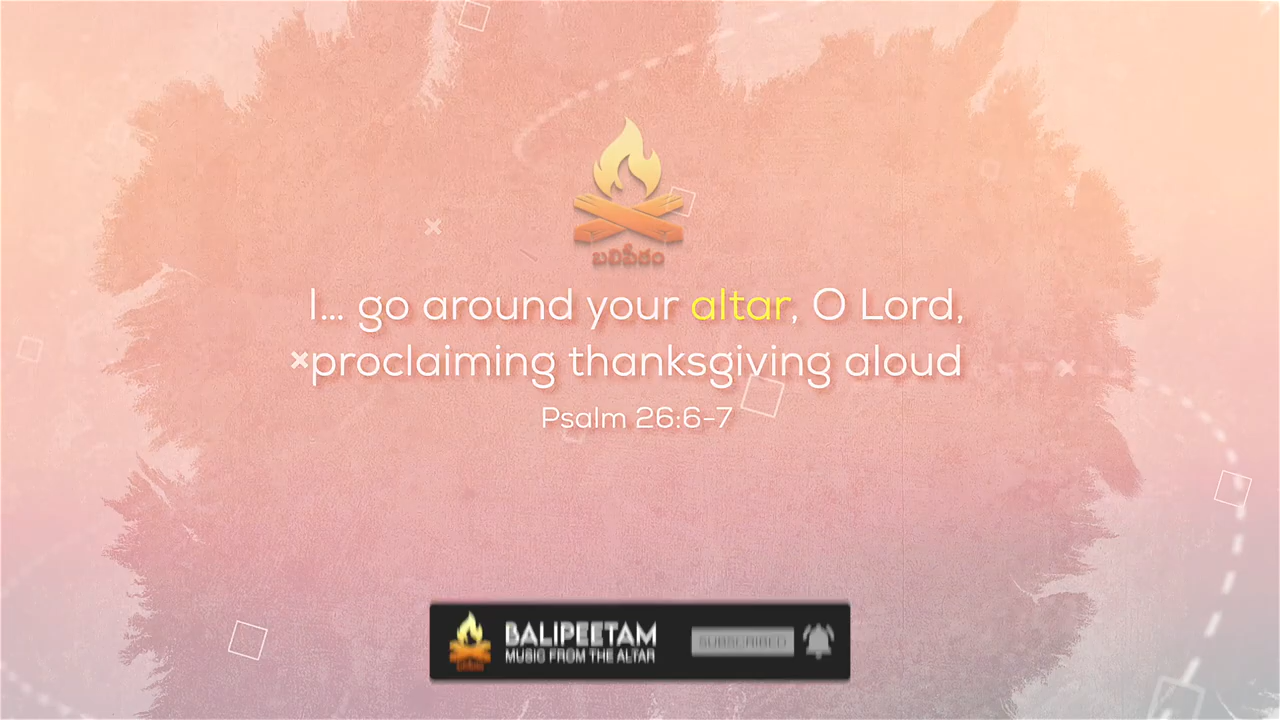 బలిపీఠం
I... go around your altar, O Lord,
proclaiming thanksgiving aloud
Psalm 26:6-7
BALIPEETAM
MUSIC FROM THE ALTAR
SUBSCRIBED